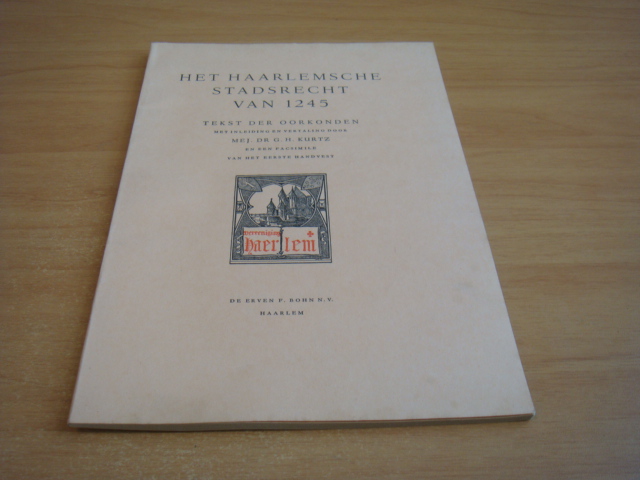 HET HAARLEMSCHE
STADSRECHT
VAN 1245
TEKST DER OORKONDEN
MET INLEIDING EN VERTALING DOOR
MEJ. DR G. H. KURTZ
EN EEN FACSIMILE
VAN HET EERSTE HANDVEST
vereeniging
haerlem
DE ERVEN F. BOHN N.V.
HAARLEM